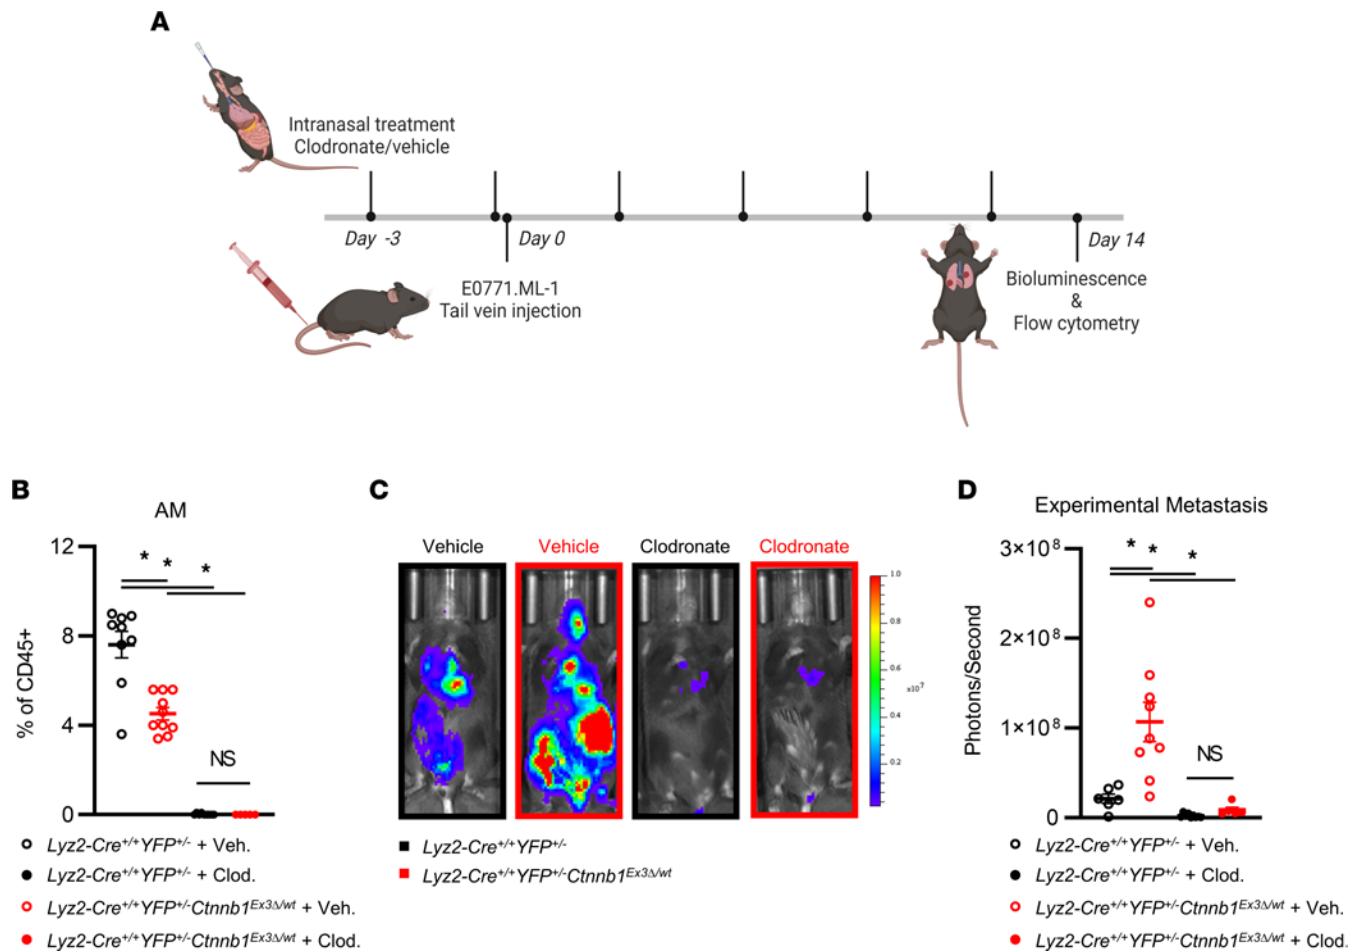 A
Intranasal treatment
Clodronate/vehicle
Day -3
Day 0
Day 14
E0771.ML-1
Tail vein injection
Bioluminescence
&
Flow cytometry
B
AM
% of CD45+
12
8
4
0
* * *
NS
Lyz2-Cre+/+YFP+/- + Veh.
Lyz2-Cre+/+YFP+/- + Clod.
Lyz2-Cre+/+YFP+/-Ctnnb1Ex3Δ/wt + Veh.
Lyz2-Cre+/+YFP+/-Ctnnb1Ex3Δ/wt + Clod.
C
Vehicle Vehicle Clodronate Clodronate
1.0
0.8
0.6
x10⁷
0.4
0.2
Lyz2-Cre+/+YFP+/-
Lyz2-Cre+/+YFP+/-Ctnnb1Ex3Δ/wt
D
Experimental Metastasis
Photons/Second
3×10⁸
2×10⁸
1×10⁸
0
* * *
NS
Lyz2-Cre+/+YFP+/- + Veh.
Lyz2-Cre+/+YFP+/- + Clod.
Lyz2-Cre+/+YFP+/-Ctnnb1Ex3Δ/wt + Veh.
Lyz2-Cre+/+YFP+/-Ctnnb1Ex3Δ/wt + Clod.